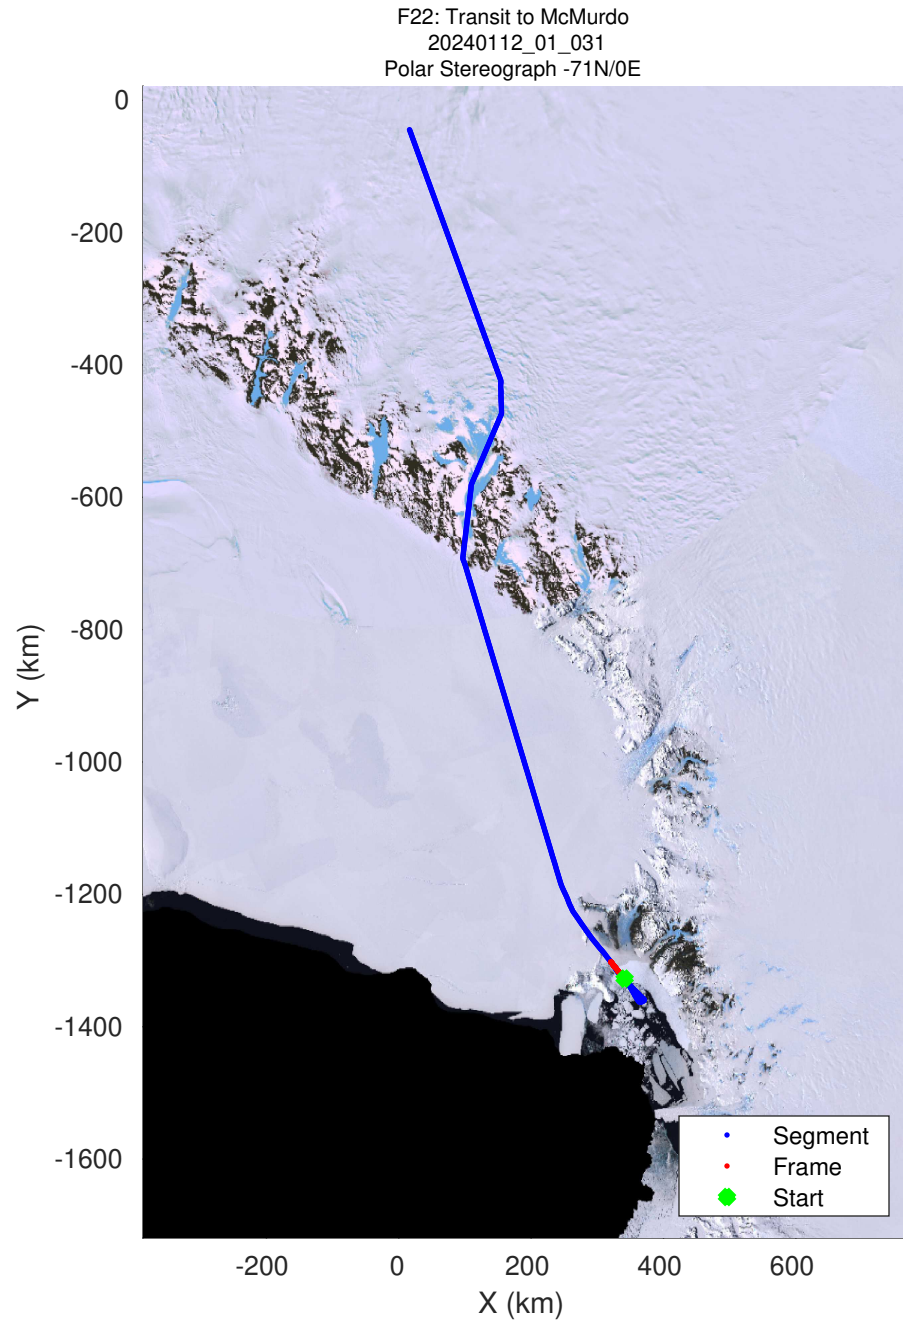 F22: Transit to McMurdo
20240112_01_031
Polar Stereograph -71N/0E
0
-200
-400
-600
-800
-1000
-1200
-1400
-1600
Y (km)
Segment
Frame
Start
-200
0
200
400
600
X (km)